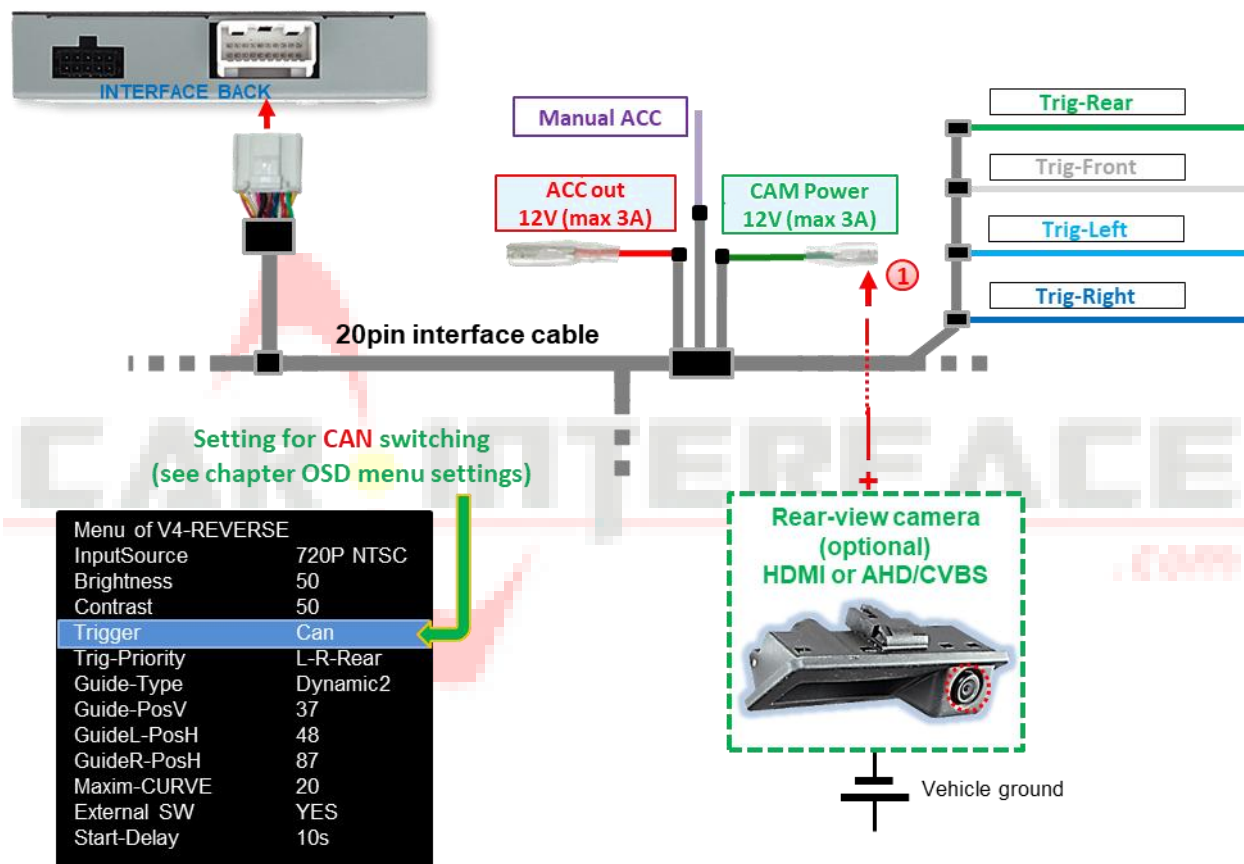 INTERFACE BACK
Manual ACC
ACC out
12V (max 3A)
CAM Power
12V (max 3A)
Trig-Rear
Trig-Front
Trig-Left
Trig-Right
1
20pin interface cable
CAR INTERFACE
.com
Setting for CAN switching
(see chapter OSD menu settings)
Menu of V4-REVERSE
InputSource 720P NTSC
Brightness 50
Contrast 50
Trigger Can
Trig-Priority L-R-Rear
Guide-Type Dynamic2
Guide-PosV 37
GuideL-PosH 48
GuideR-PosH 87
Maxim-CURVE 20
External SW YES
Start-Delay 10s
+
Rear-view camera
(optional)
HDMI or AHD/CVBS
Vehicle ground